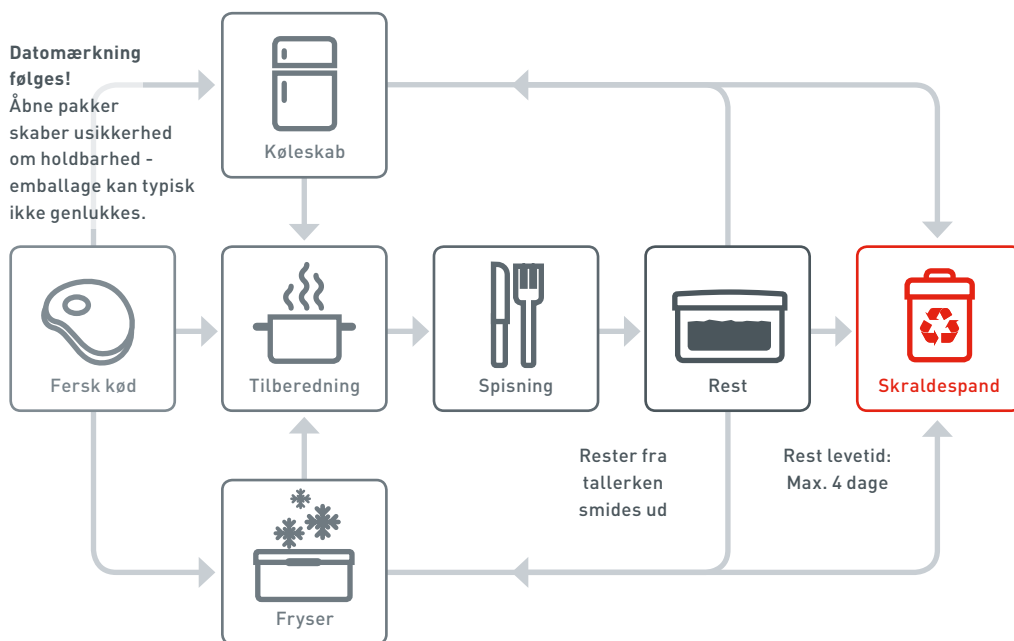 Datomærkning
følges!
Åbne pakker
skaber usikkerhed
om holdbarhed -
emballage kan typisk
ikke genlukkes.
Køleskab
Fersk kød
Tilberedning
Spisning
Rest
Skraldespand
Rester fra
tallerken
smides ud
Rest levetid:
Max. 4 dage
Fryser